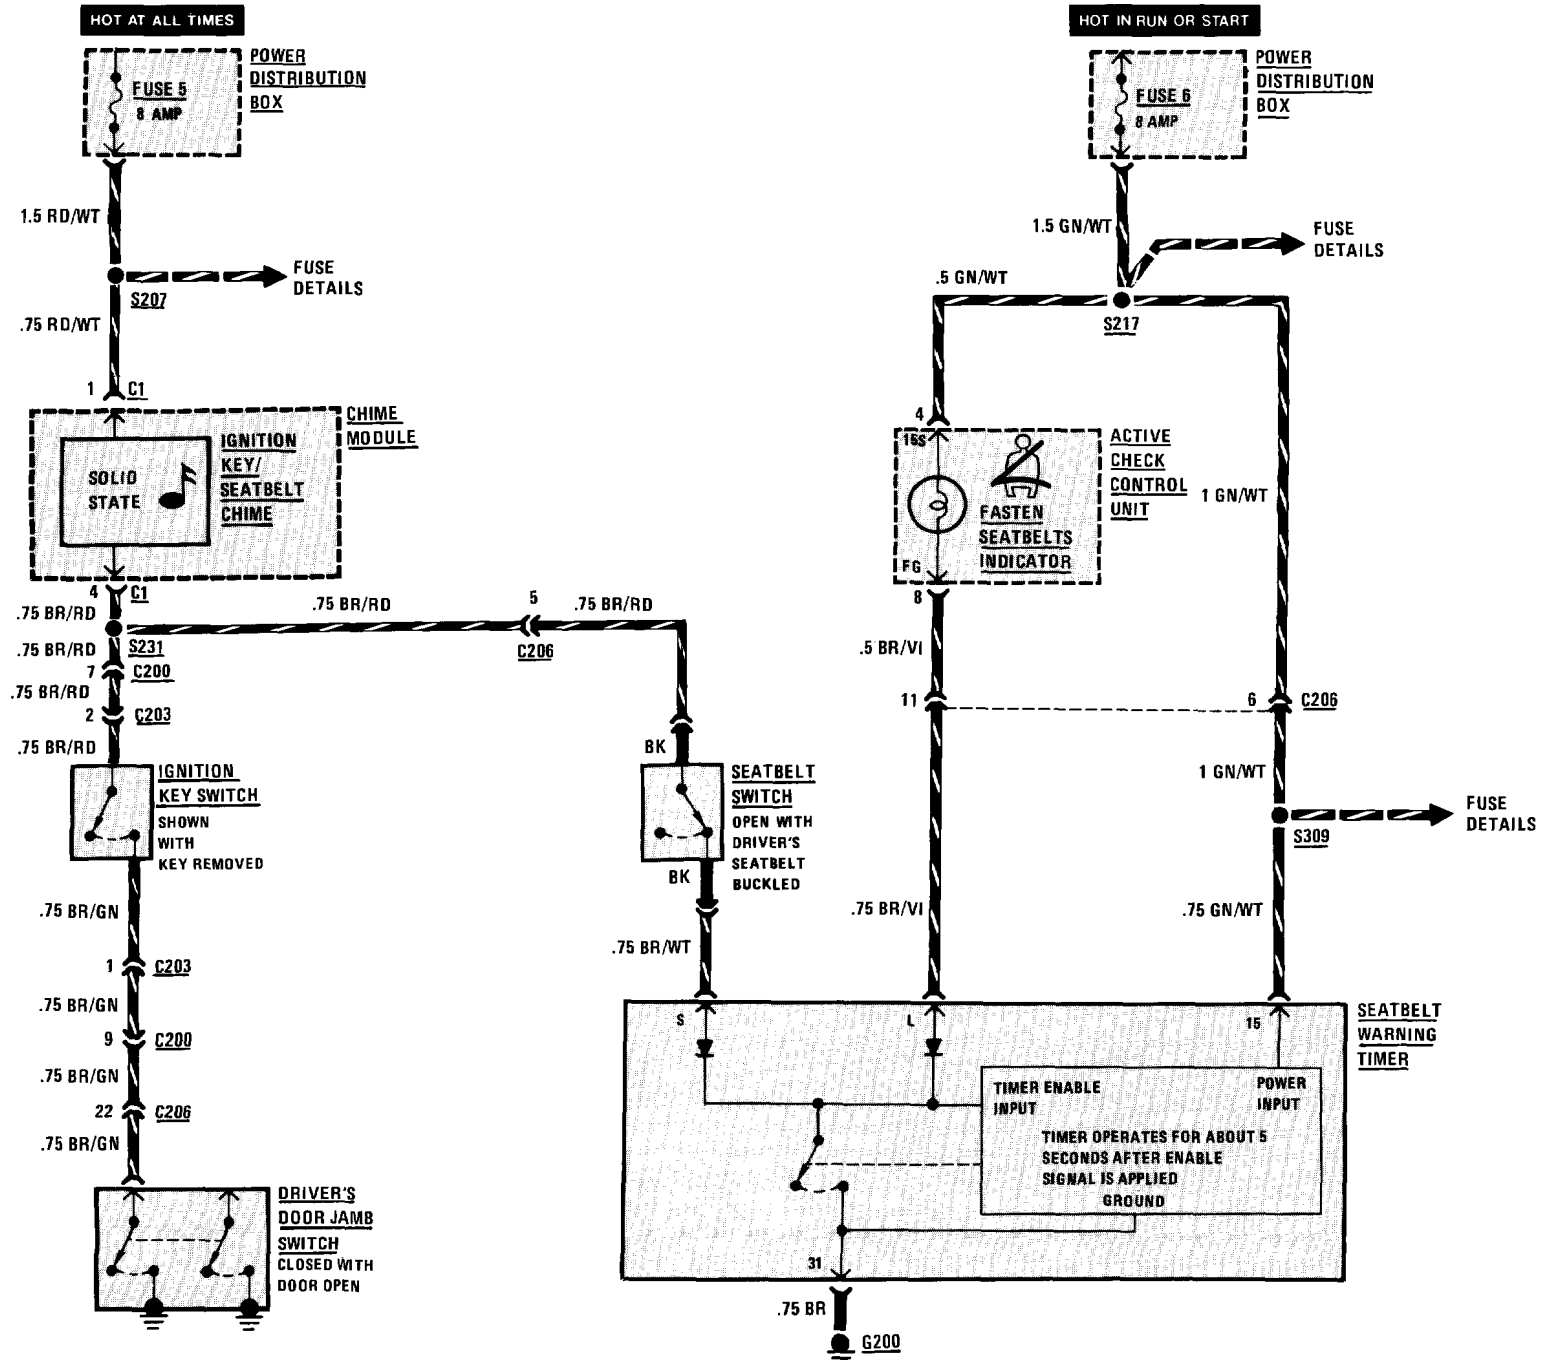 HOT AT ALL TIMES
POWER
DISTRIBUTION
BOX
FUSE 5
8 AMP
1.5 RD/WT
FUSE
DETAILS
S207
.75 RD/WT
1 C1
CHIME
MODULE
IGNITION
KEY/
SEATBELT
CHIME
SOLID
STATE
4 C1
.75 BR/RD
S231
.75 BR/RD
7 C200
.75 BR/RD
2 C203
.75 BR/RD
IGNITION
KEY SWITCH
SHOWN
WITH
KEY REMOVED
.75 BR/GN
1 C203
.75 BR/GN
9 C200
.75 BR/GN
22 C206
.75 BR/GN
DRIVER'S
DOOR JAMB
SWITCH
CLOSED WITH
DOOR OPEN
.75 BR/RD
5
C206
.75 BR/RD
BK
SEATBELT
SWITCH
OPEN WITH
DRIVER'S
SEATBELT
BUCKLED
BK
.75 BR/WT
HOT IN RUN OR START
POWER
DISTRIBUTION
BOX
FUSE 6
8 AMP
1.5 GN/WT
FUSE
DETAILS
.5 GN/WT
S217
4
15S
ACTIVE
CHECK
CONTROL
UNIT
FASTEN
SEATBELTS
INDICATOR
FG
8
1 GN/WT
.5 BR/VI
11
6 C206
1 GN/WT
FUSE
DETAILS
S309
.75 BR/VI
.75 GN/WT
SEATBELT
WARNING
TIMER
S
L
15
TIMER ENABLE
INPUT
POWER
INPUT
TIMER OPERATES FOR ABOUT 5
SECONDS AFTER ENABLE
SIGNAL IS APPLIED
GROUND
31
.75 BR
G200